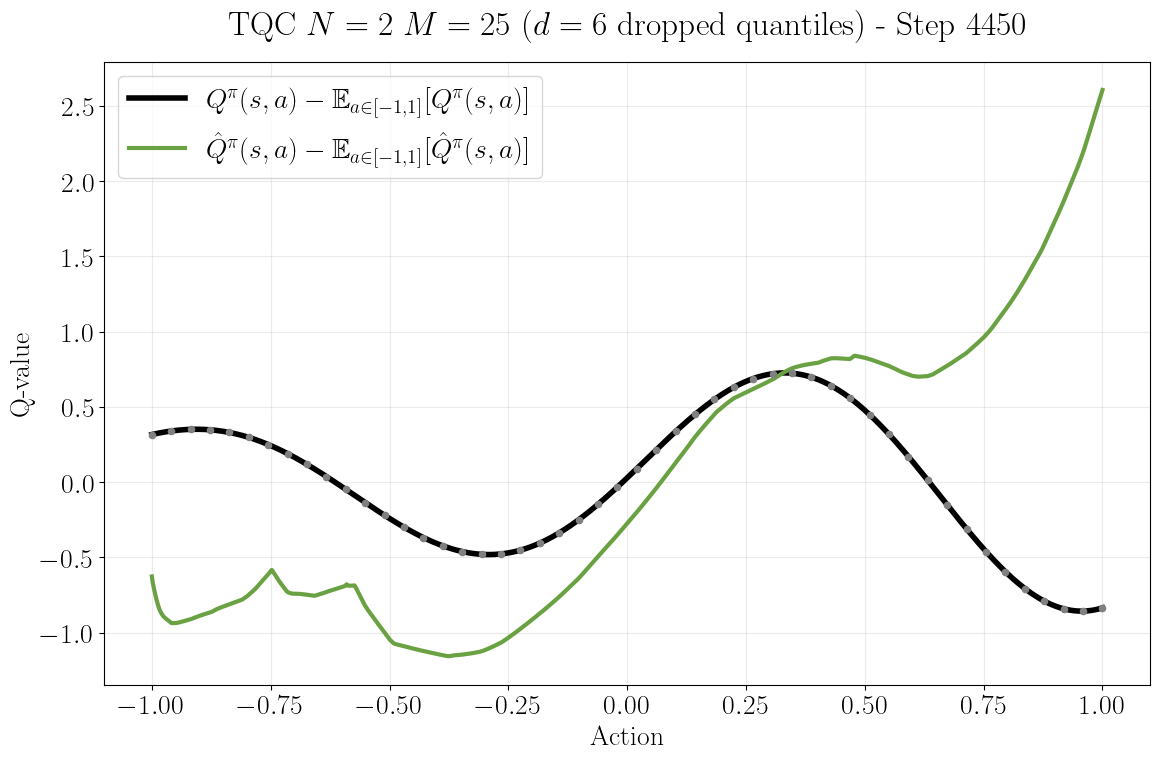 TQC N = 2 M = 25 (d = 6 dropped quantiles) - Step 4450
Q^π(s, a) − 𝔼_{a∈[−1,1]}[Q^π(s, a)]
Q̂^π(s, a) − 𝔼_{a∈[−1,1]}[Q̂^π(s, a)]
2.5
2.0
1.5
1.0
0.5
0.0
−0.5
−1.0
Q-value
−1.00 −0.75 −0.50 −0.25 0.00 0.25 0.50 0.75 1.00
Action